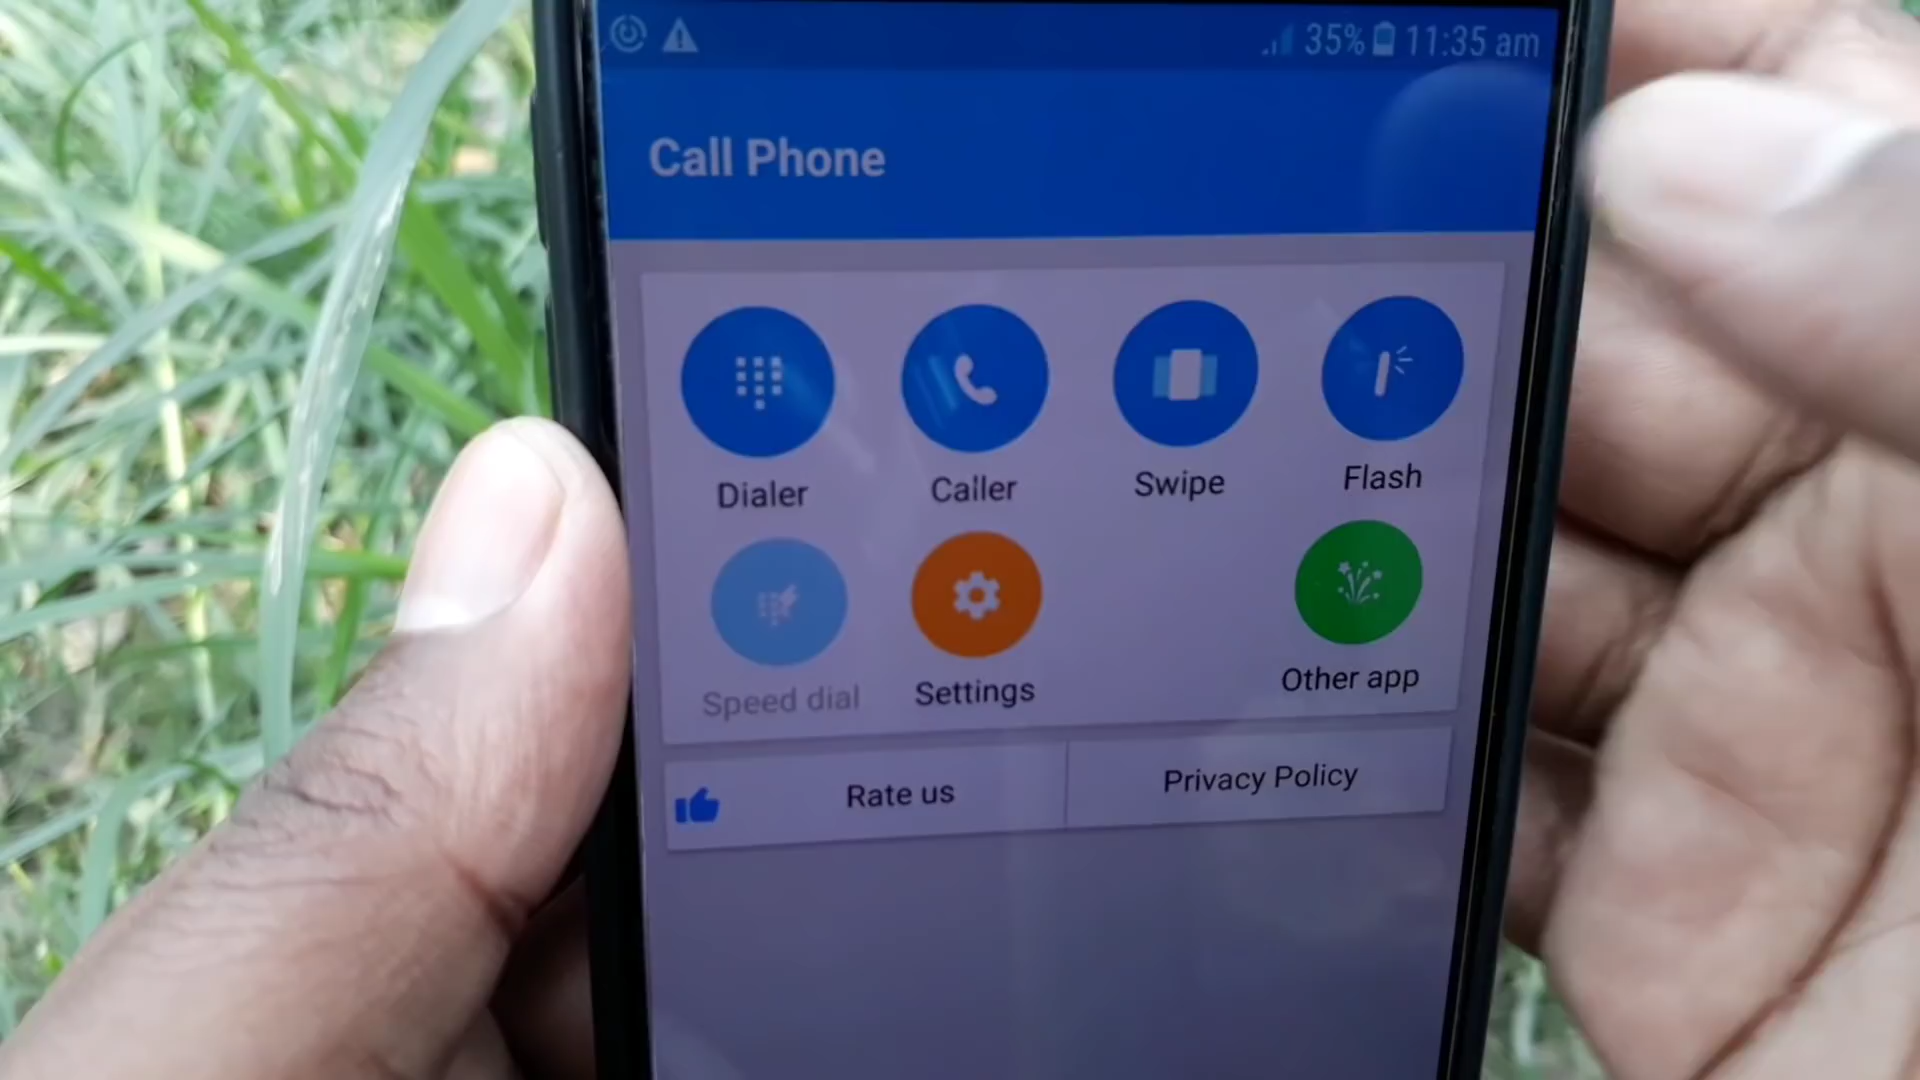 35% 11:35 am
Call Phone
Dialer Caller Swipe Flash
Speed dial Settings Other app
Rate us Privacy Policy